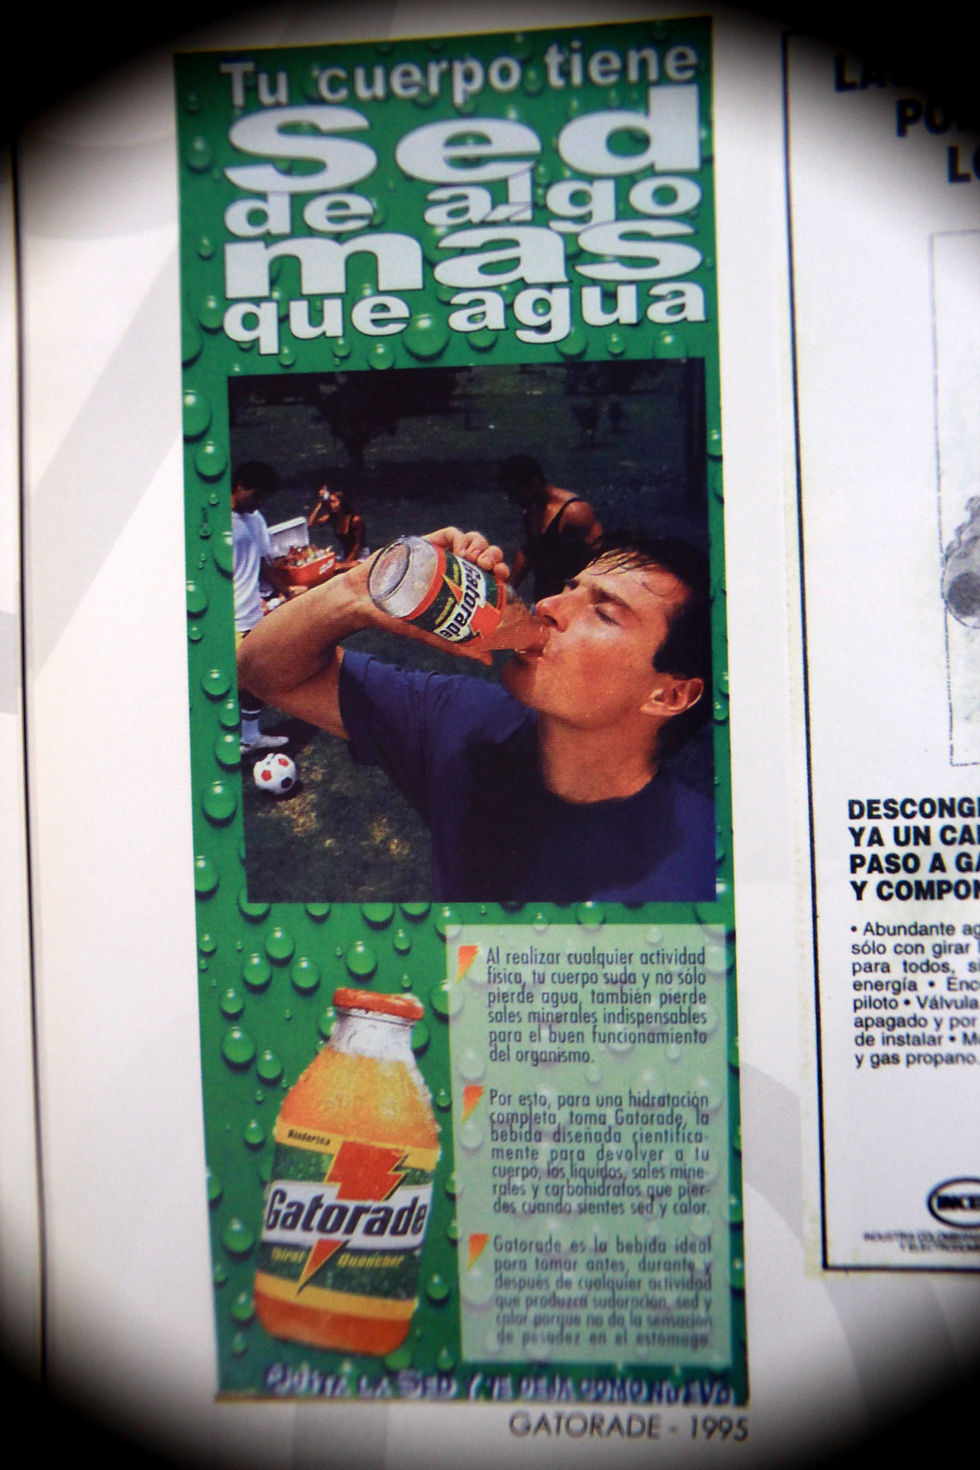 Tu cuerpo tiene
Sed
de algo
más
que agua
Gatorade
Al realizar cualquier actividad
física, tu cuerpo suda y no sólo
pierde agua, también pierde
sales minerales indispensables
para el buen funcionamiento
del organismo.
Por esto, para una hidratación
completa, toma Gatorade, la
bebida diseñada científica-
mente para devolver a tu
cuerpo, los líquidos, sales mine-
rales y carbohidratos que pier-
des cuando sientes sed y calor.
Gatorade es la bebida ideal
para tomar antes, durante y
después de cualquier actividad
que produzca sudoración, sed y
calor porque no da la sensación
de pesadez en el estómago.
Mandarina
Gatorade
Thirst Quencher
QUITA LA SED Y TE DEJA COMO NUEVO
GATORADE - 1995
LA
PO
LO
DESCONG
YA UN CA
PASO A GA
Y COMPON
• Abundante ag
sólo con girar
para todos, si
energía • Enc
piloto • Válvula
apagado y por
de instalar • M
y gas propano.